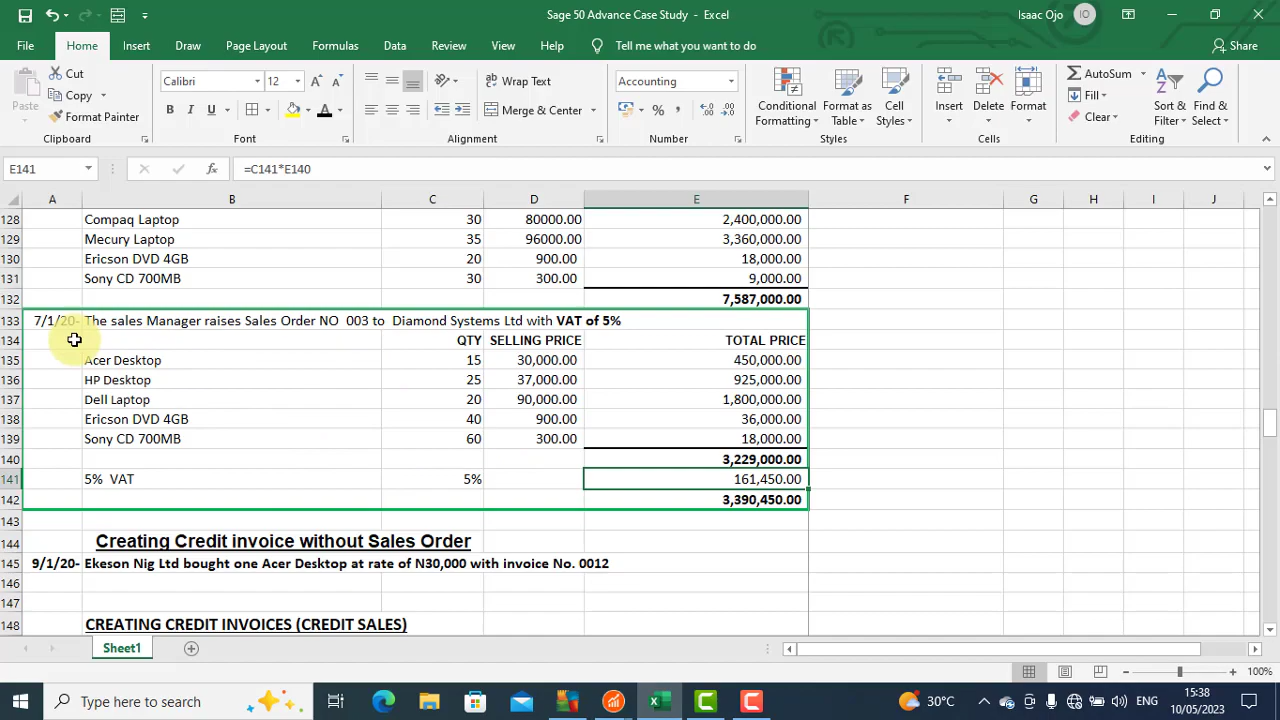 Sage 50 Advance Case Study - Excel
Isaac Ojo
IO
File Home Insert Draw Page Layout Formulas Data Review View Help Tell me what you want to do Share
Paste
Cut
Copy
Format Painter
Clipboard
Calibri 12
Font
Wrap Text
Merge & Center
Alignment
Accounting
Number
Conditional Formatting
Format as Table
Cell Styles
Styles
Insert Delete Format
Cells
AutoSum
Fill
Clear
Sort & Filter
Find & Select
Editing
E141 =C141*E140
A B C D E F G H I J
128 Compaq Laptop 30 80000.00 2,400,000.00
129 Mecury Laptop 35 96000.00 3,360,000.00
130 Ericson DVD 4GB 20 900.00 18,000.00
131 Sony CD 700MB 30 300.00 9,000.00
132 7,587,000.00
133 7/1/20- The sales Manager raises Sales Order NO 003 to Diamond Systems Ltd with VAT of 5%
134 QTY SELLING PRICE TOTAL PRICE
135 Acer Desktop 15 30,000.00 450,000.00
136 HP Desktop 25 37,000.00 925,000.00
137 Dell Laptop 20 90,000.00 1,800,000.00
138 Ericson DVD 4GB 40 900.00 36,000.00
139 Sony CD 700MB 60 300.00 18,000.00
140 3,229,000.00
141 5% VAT 5% 161,450.00
142 3,390,450.00
143
144 Creating Credit invoice without Sales Order
145 9/1/20- Ekeson Nig Ltd bought one Acer Desktop at rate of N30,000 with invoice No. 0012
146
147
148 CREATING CREDIT INVOICES (CREDIT SALES)
Sheet1
100%
Type here to search
30°C
ENG
15:38
10/05/2023